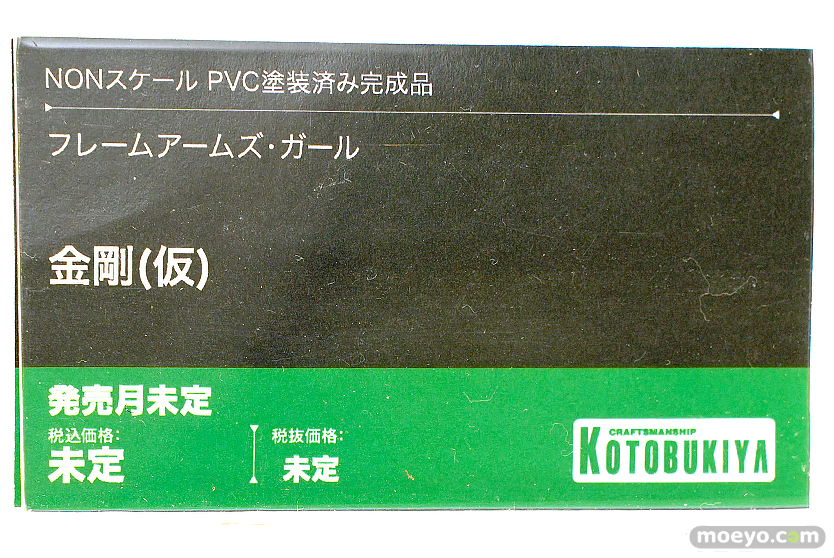 NONスケール PVC塗装済み完成品
フレームアームズ・ガール
金剛(仮)
発売月未定
税込価格:
未定
税抜価格:
未定
CRAFTSMANSHIP
KOTOBUKIYA
moeyo.com